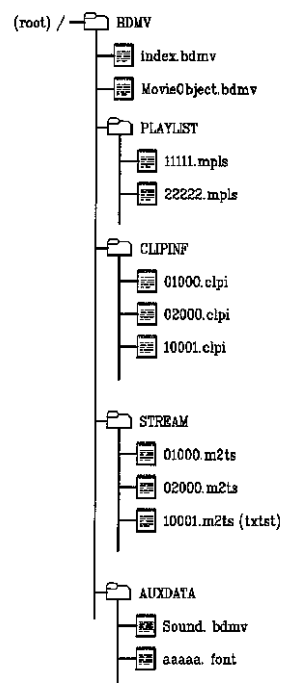 (root) / BDMV
index.bdmv
MovieObject.bdmv
PLAYLIST
11111.mpls
22222.mpls
CLIPINF
01000.clpi
02000.clpi
10001.clpi
STREAM
01000.m2ts
02000.m2ts
10001.m2ts (txtst)
AUXDATA
Sound. bdmv
aaaaa. font